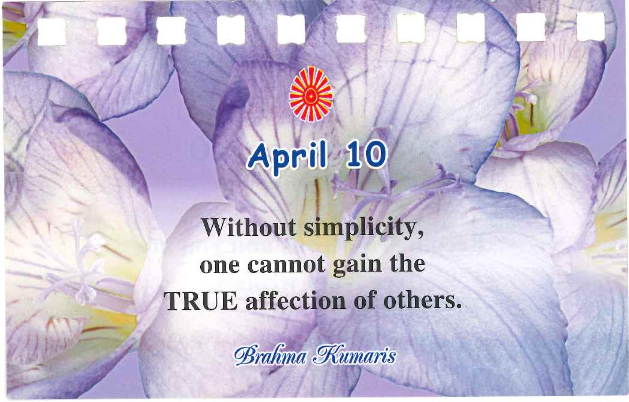 April 10
Without simplicity,
one cannot gain the
TRUE affection of others.
Brahma Kumaris